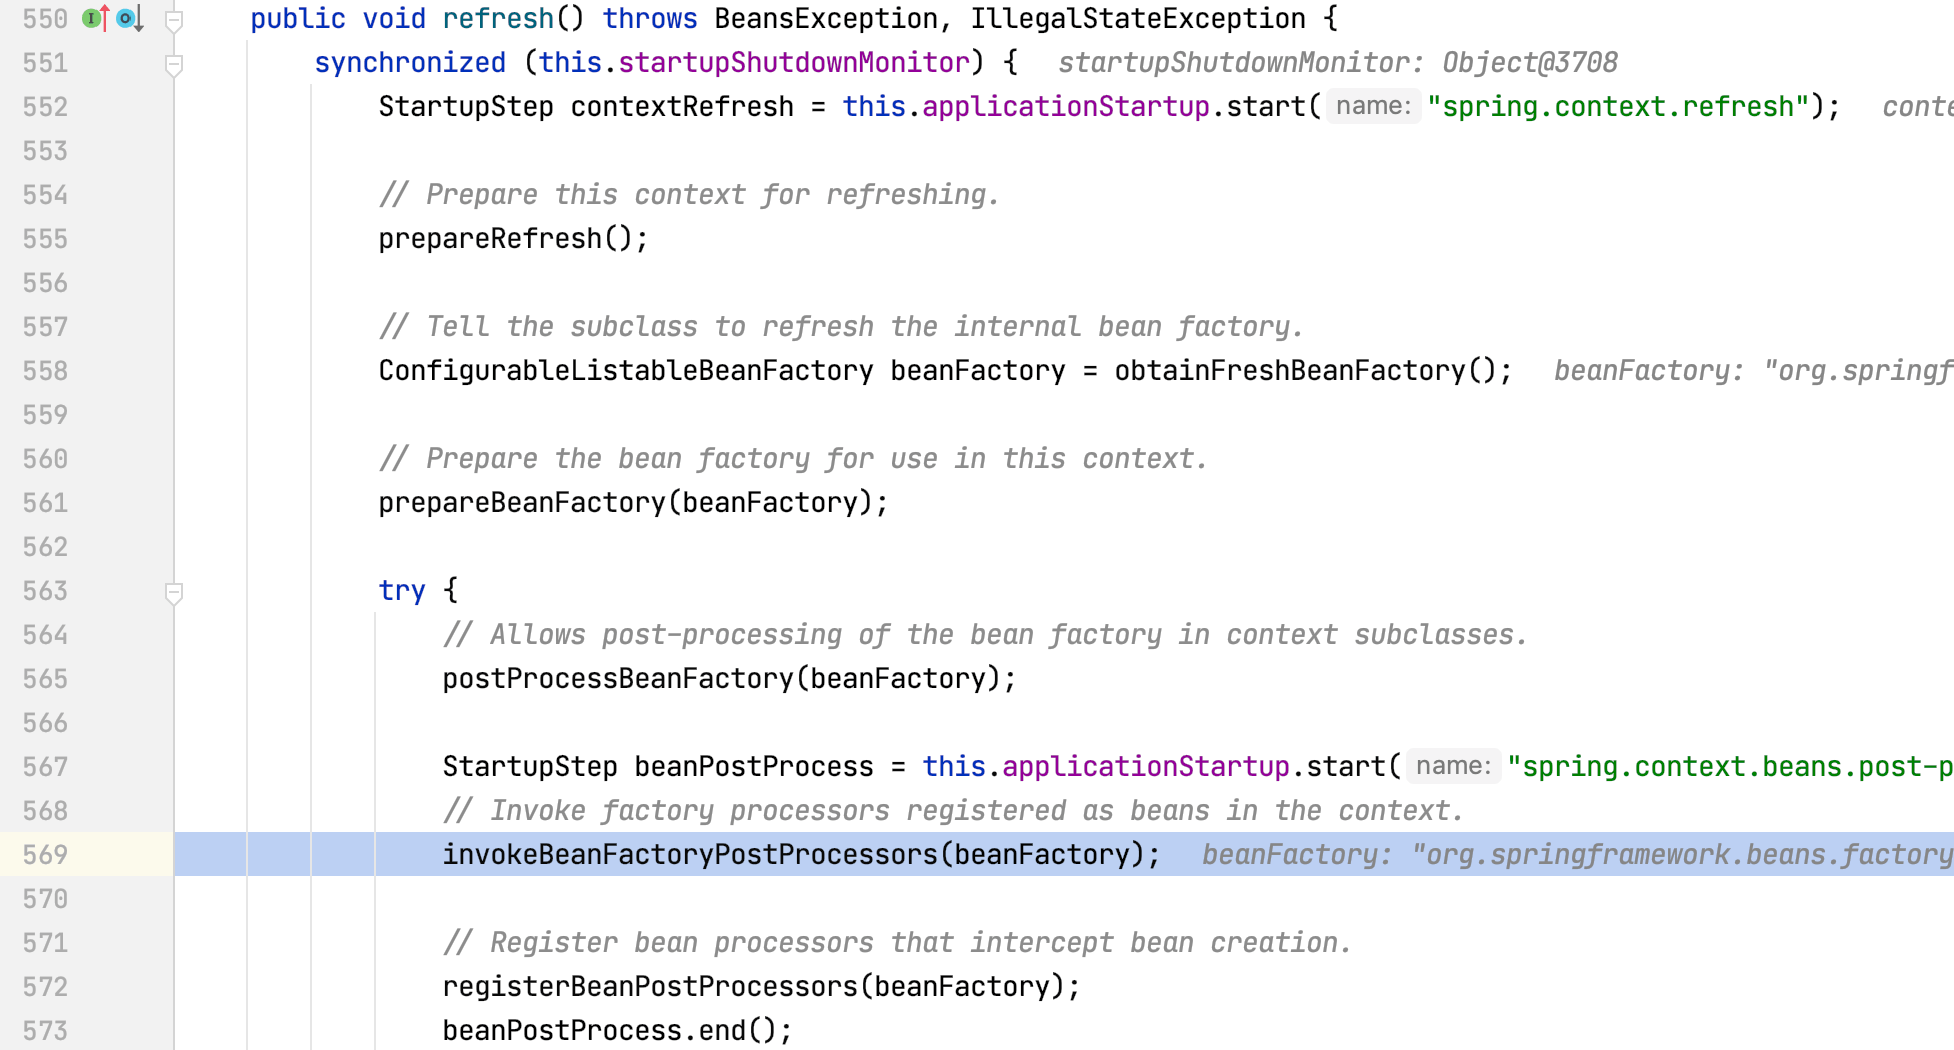 550 public void refresh() throws BeansException, IllegalStateException {
551 synchronized (this.startupShutdownMonitor) { startupShutdownMonitor: Object@3708
552 StartupStep contextRefresh = this.applicationStartup.start( name: "spring.context.refresh"); conte
553
554 // Prepare this context for refreshing.
555 prepareRefresh();
556
557 // Tell the subclass to refresh the internal bean factory.
558 ConfigurableListableBeanFactory beanFactory = obtainFreshBeanFactory(); beanFactory: "org.springf
559
560 // Prepare the bean factory for use in this context.
561 prepareBeanFactory(beanFactory);
562
563 try {
564 // Allows post-processing of the bean factory in context subclasses.
565 postProcessBeanFactory(beanFactory);
566
567 StartupStep beanPostProcess = this.applicationStartup.start( name: "spring.context.beans.post-p
568 // Invoke factory processors registered as beans in the context.
569 invokeBeanFactoryPostProcessors(beanFactory); beanFactory: "org.springframework.beans.factory
570
571 // Register bean processors that intercept bean creation.
572 registerBeanPostProcessors(beanFactory);
573 beanPostProcess.end();